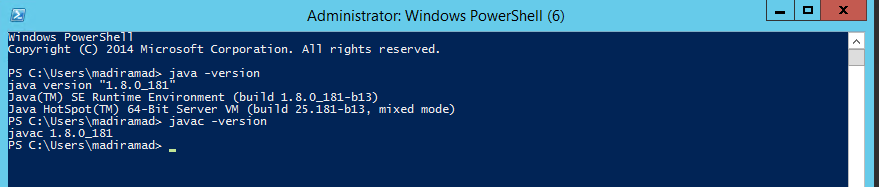 Administrator: Windows PowerShell (6)
Windows PowerShell
Copyright (C) 2014 Microsoft Corporation. All rights reserved.
PS C:\Users\madiramad> java -version
java version "1.8.0_181"
Java(TM) SE Runtime Environment (build 1.8.0_181-b13)
Java HotSpot(TM) 64-Bit Server VM (build 25.181-b13, mixed mode)
PS C:\Users\madiramad> javac -version
javac 1.8.0_181
PS C:\Users\madiramad> _